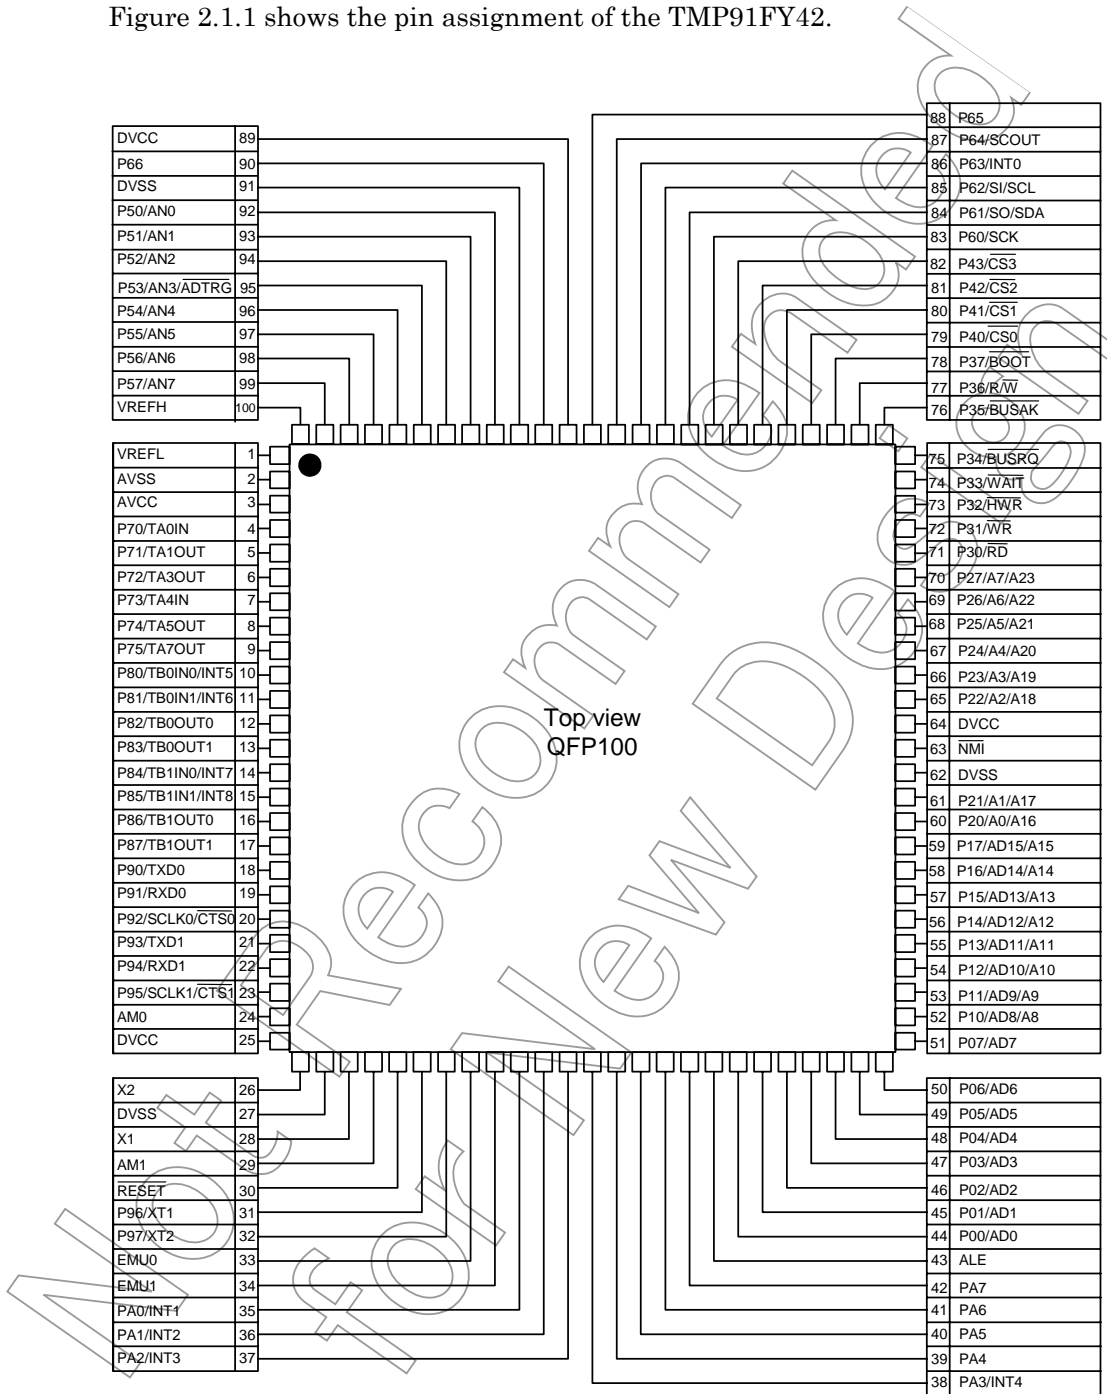 Figure 2.1.1 shows the pin assignment of the TMP91FY42.
DVCC 89
P66 90
DVSS 91
P50/AN0 92
P51/AN1 93
P52/AN2 94
P53/AN3/ADTRG 95
P54/AN4 96
P55/AN5 97
P56/AN6 98
P57/AN7 99
VREFH 100
88 P65
87 P64/SCOUT
86 P63/INT0
85 P62/SI/SCL
84 P61/SO/SDA
83 P60/SCK
82 P43/CS3
81 P42/CS2
80 P41/CS1
79 P40/CS0
78 P37/BOOT
77 P36/R/W
76 P35/BUSAK
VREFL 1
AVSS 2
AVCC 3
P70/TA0IN 4
P71/TA1OUT 5
P72/TA3OUT 6
P73/TA4IN 7
P74/TA5OUT 8
P75/TA7OUT 9
P80/TB0IN0/INT5 10
P81/TB0IN1/INT6 11
P82/TB0OUT0 12
P83/TB0OUT1 13
P84/TB1IN0/INT7 14
P85/TB1IN1/INT8 15
P86/TB1OUT0 16
P87/TB1OUT1 17
P90/TXD0 18
P91/RXD0 19
P92/SCLK0/CTS0 20
P93/TXD1 21
P94/RXD1 22
P95/SCLK1/CTS1 23
AM0 24
DVCC 25
Top view
QFP100
75 P34/BUSRQ
74 P33/WAIT
73 P32/HWR
72 P31/WR
71 P30/RD
70 P27/A7/A23
69 P26/A6/A22
68 P25/A5/A21
67 P24/A4/A20
66 P23/A3/A19
65 P22/A2/A18
64 DVCC
63 NMI
62 DVSS
61 P21/A1/A17
60 P20/A0/A16
59 P17/AD15/A15
58 P16/AD14/A14
57 P15/AD13/A13
56 P14/AD12/A12
55 P13/AD11/A11
54 P12/AD10/A10
53 P11/AD9/A9
52 P10/AD8/A8
51 P07/AD7
X2 26
DVSS 27
X1 28
AM1 29
RESET 30
P96/XT1 31
P97/XT2 32
EMU0 33
EMU1 34
PA0/INT1 35
PA1/INT2 36
PA2/INT3 37
50 P06/AD6
49 P05/AD5
48 P04/AD4
47 P03/AD3
46 P02/AD2
45 P01/AD1
44 P00/AD0
43 ALE
42 PA7
41 PA6
40 PA5
39 PA4
38 PA3/INT4
Not Recommended
for New Design